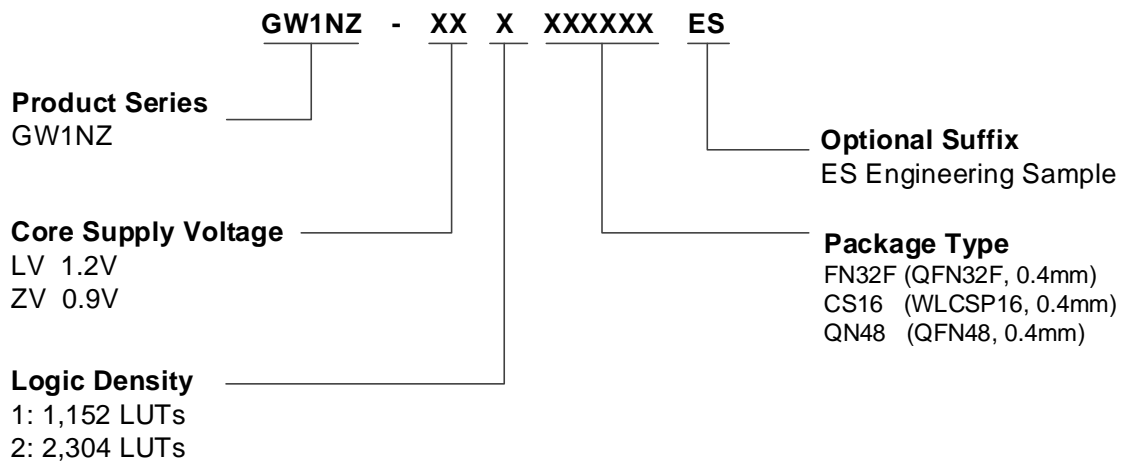 GW1NZ - XX X XXXXXX ES
Product Series
GW1NZ
Optional Suffix
ES Engineering Sample
Core Supply Voltage
LV 1.2V
ZV 0.9V
Package Type
FN32F (QFN32F, 0.4mm)
CS16 (WLCSP16, 0.4mm)
QN48 (QFN48, 0.4mm)
Logic Density
1: 1,152 LUTs
2: 2,304 LUTs